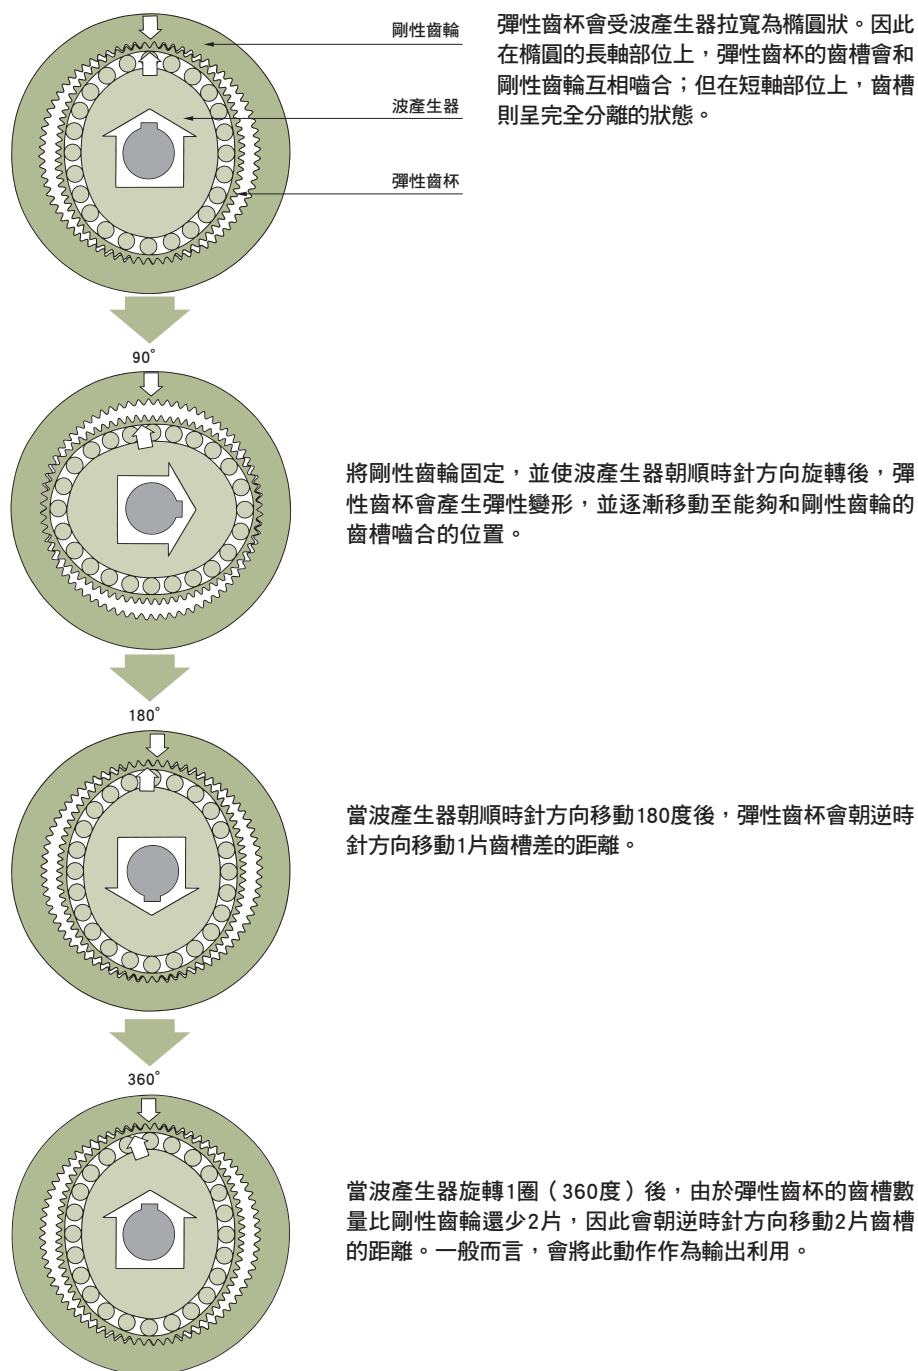 剛性齒輪
波產生器
彈性齒杯
彈性齒杯會受波產生器拉寬為橢圓狀。因此
在橢圓的長軸部位上，彈性齒杯的齒槽會和
剛性齒輪互相嚙合；但在短軸部位上，齒槽
則呈完全分離的狀態。
90°
將剛性齒輪固定，並使波產生器朝順時針方向旋轉後，彈
性齒杯會產生彈性變形，並逐漸移動至能夠和剛性齒輪的
齒槽嚙合的位置。
180°
當波產生器朝順時針方向移動180度後，彈性齒杯會朝逆時
針方向移動1片齒槽差的距離。
360°
當波產生器旋轉1圈（360度）後，由於彈性齒杯的齒槽數
量比剛性齒輪還少2片，因此會朝逆時針方向移動2片齒槽
的距離。一般而言，會將此動作作為輸出利用。